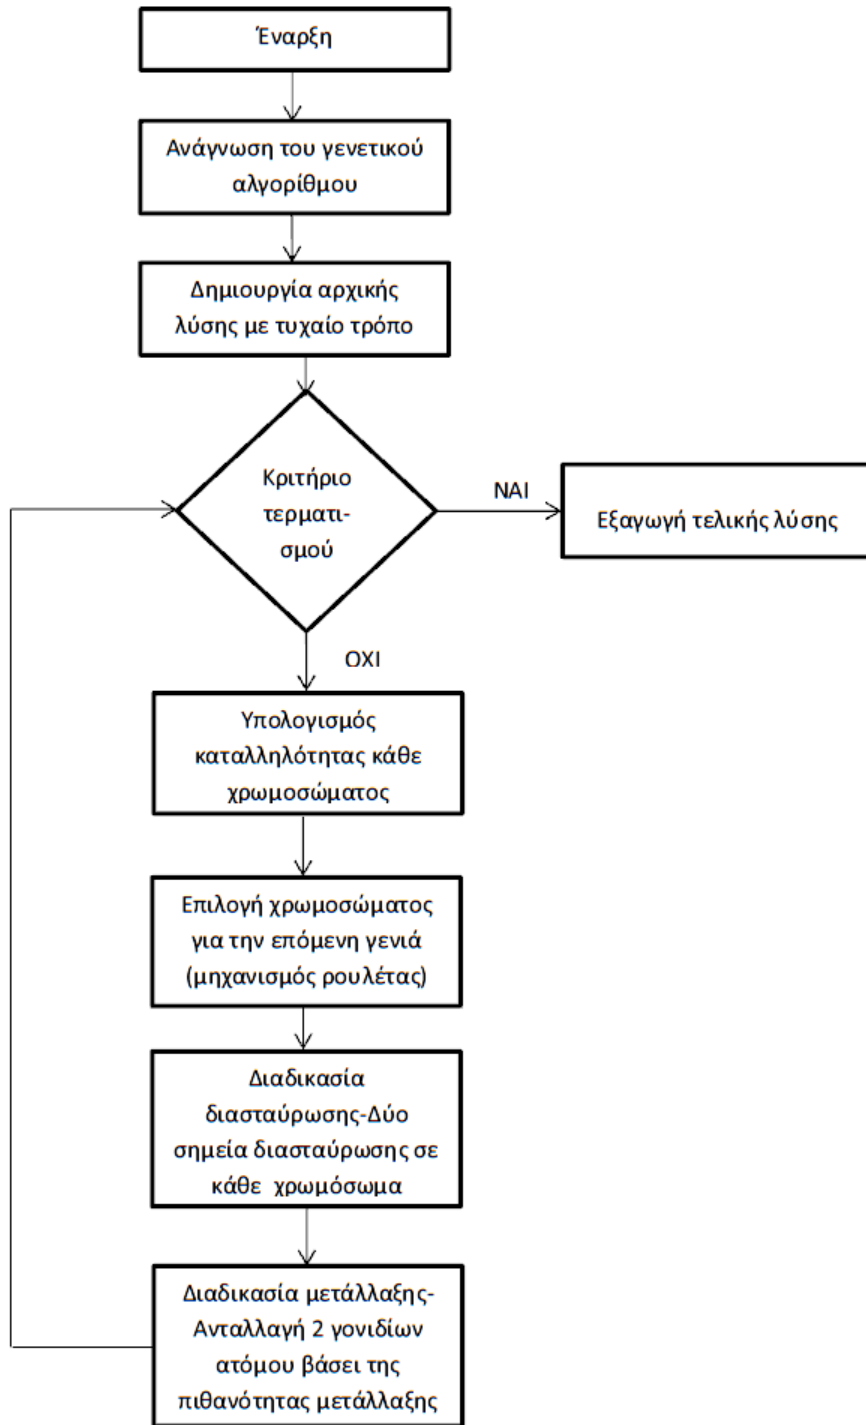 Έναρξη
Ανάγνωση του γενετικού
αλγορίθμου
Δημιουργία αρχικής
λύσης με τυχαίο τρόπο
Κριτήριο
τερματι-
σμού
ΝΑΙ
Εξαγωγή τελικής λύσης
ΟΧΙ
Υπολογισμός
καταλληλότητας κάθε
χρωμοσώματος
Επιλογή χρωμοσώματος
για την επόμενη γενιά
(μηχανισμός ρουλέτας)
Διαδικασία
διασταύρωσης-Δύο
σημεία διασταύρωσης σε
κάθε χρωμόσωμα
Διαδικασία μετάλλαξης-
Ανταλλαγή 2 γονιδίων
ατόμου βάσει της
πιθανότητας μετάλλαξης